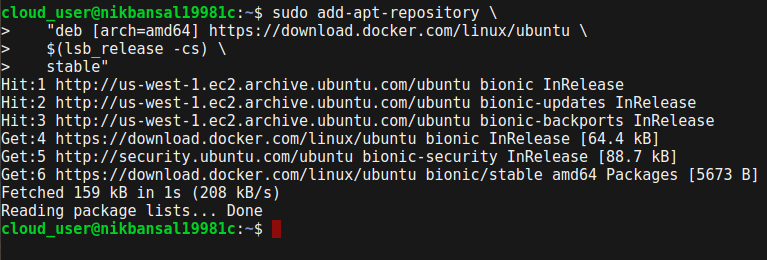 cloud_user@nikbansal19981c:~$ sudo add-apt-repository \
>    "deb [arch=amd64] https://download.docker.com/linux/ubuntu \
>    $(lsb_release -cs) \
>    stable"
Hit:1 http://us-west-1.ec2.archive.ubuntu.com/ubuntu bionic InRelease
Hit:2 http://us-west-1.ec2.archive.ubuntu.com/ubuntu bionic-updates InRelease
Hit:3 http://us-west-1.ec2.archive.ubuntu.com/ubuntu bionic-backports InRelease
Get:4 https://download.docker.com/linux/ubuntu bionic InRelease [64.4 kB]
Get:5 http://security.ubuntu.com/ubuntu bionic-security InRelease [88.7 kB]
Get:6 https://download.docker.com/linux/ubuntu bionic/stable amd64 Packages [5673 B]
Fetched 159 kB in 1s (208 kB/s)
Reading package lists... Done
cloud_user@nikbansal19981c:~$